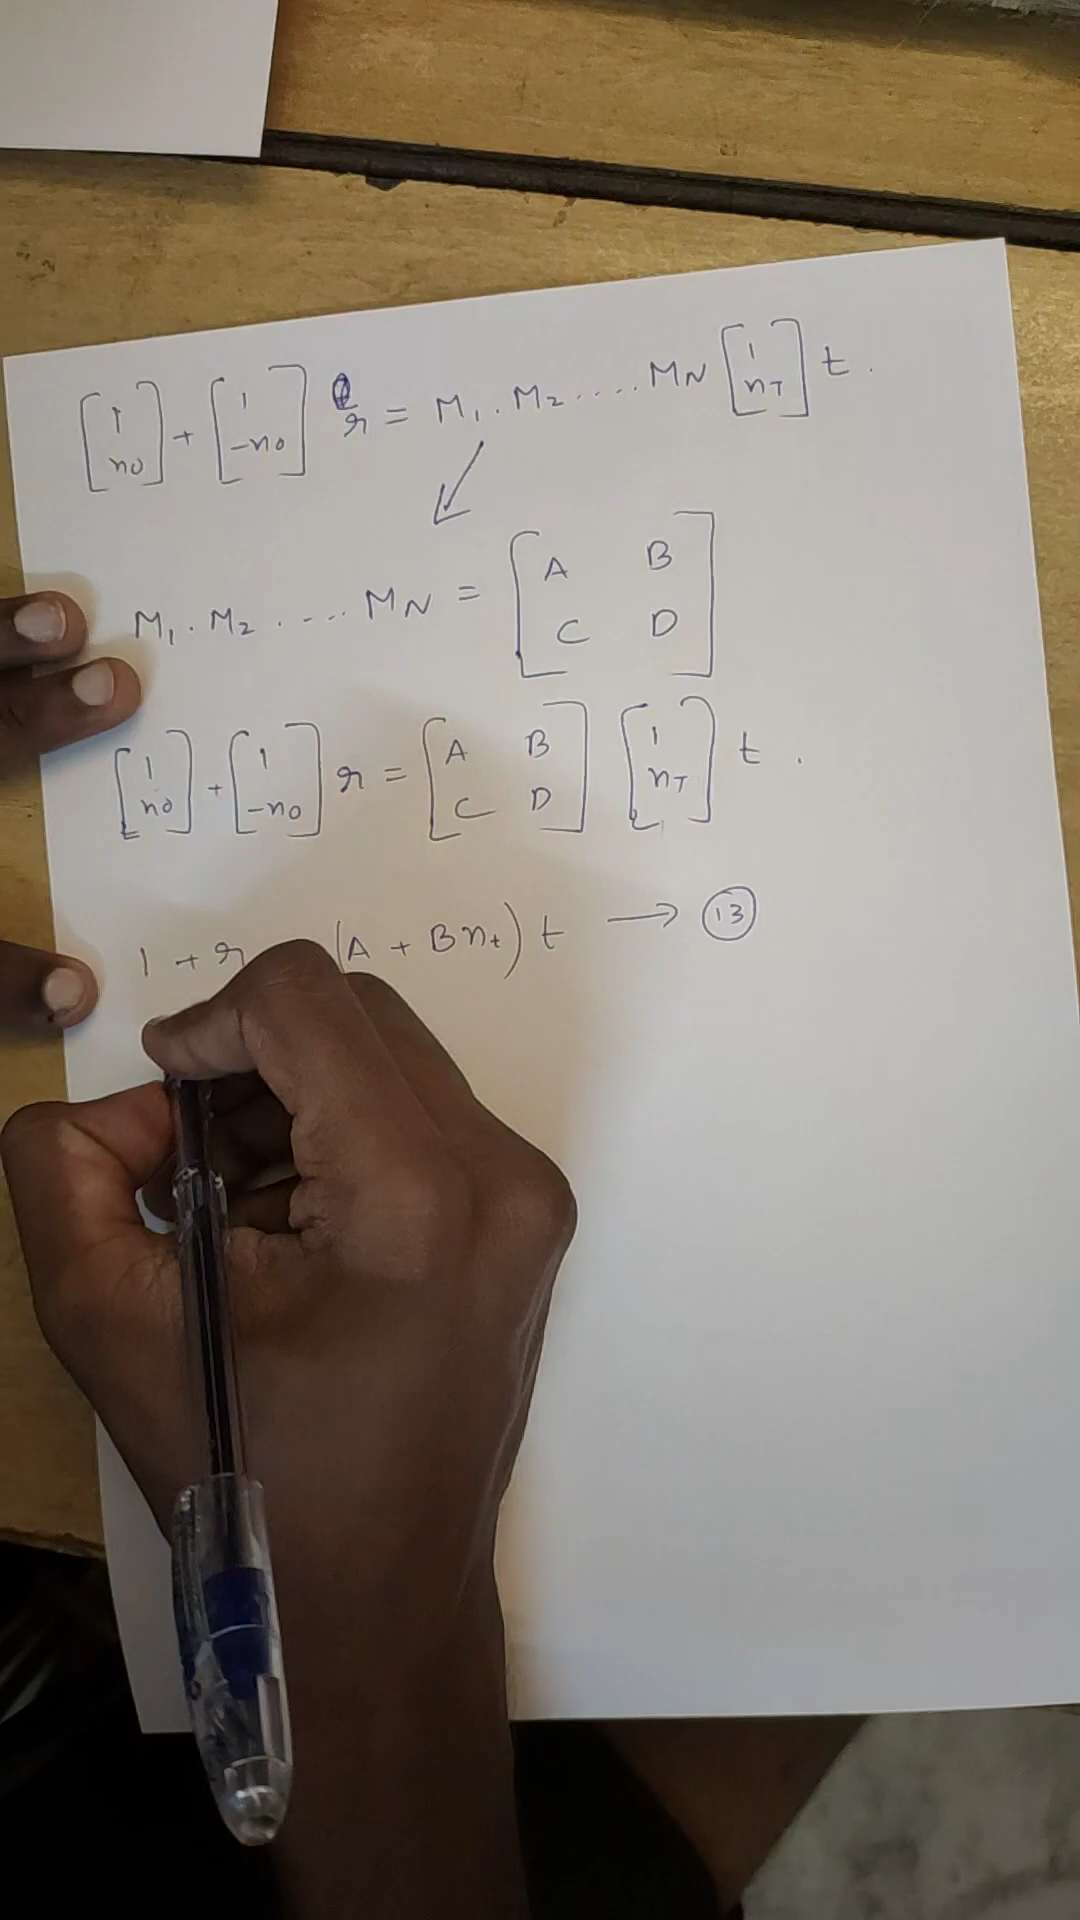 [1 n0] + [1 -n0] r = M1 . M2 ..... MN [1 nT] t .
M1 . M2 . .... MN = [A B C D]
[1 n0] + [1 -n0] r = [A B C D] [1 nT] t .
1 + r (A + Bnt) t → 13